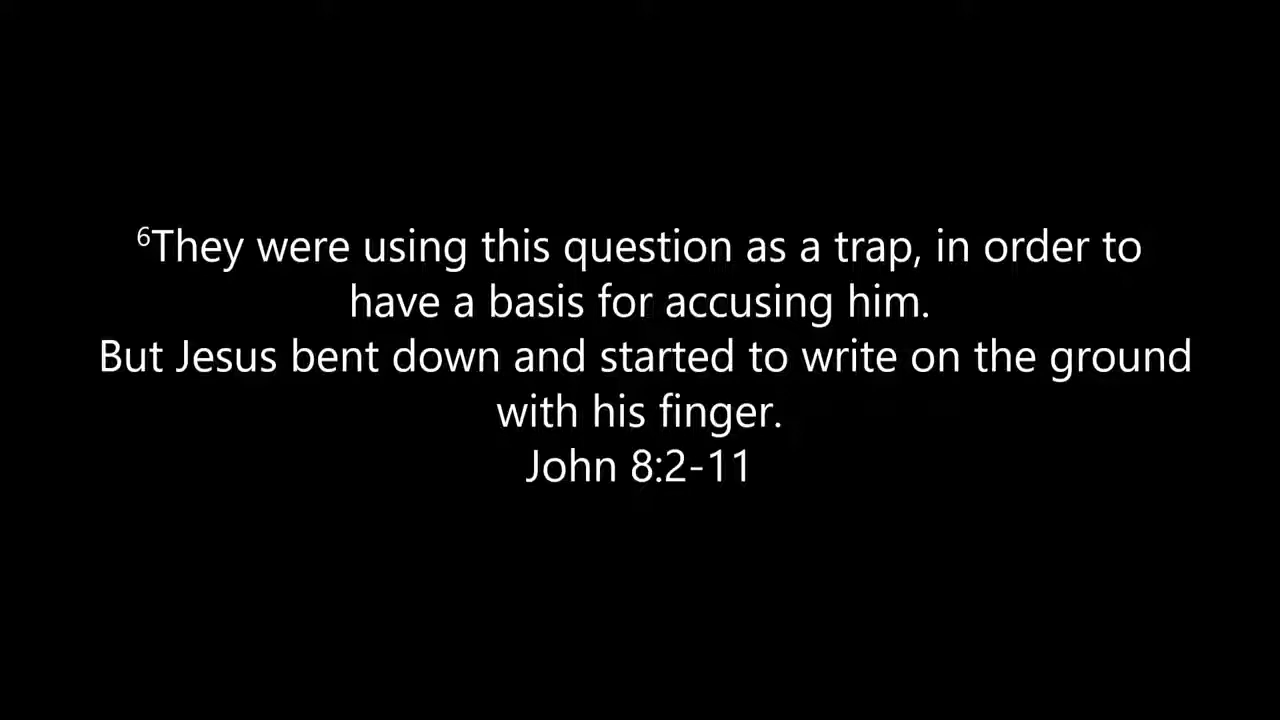 ⁶They were using this question as a trap, in order to
have a basis for accusing him.
But Jesus bent down and started to write on the ground
with his finger.
John 8:2-11